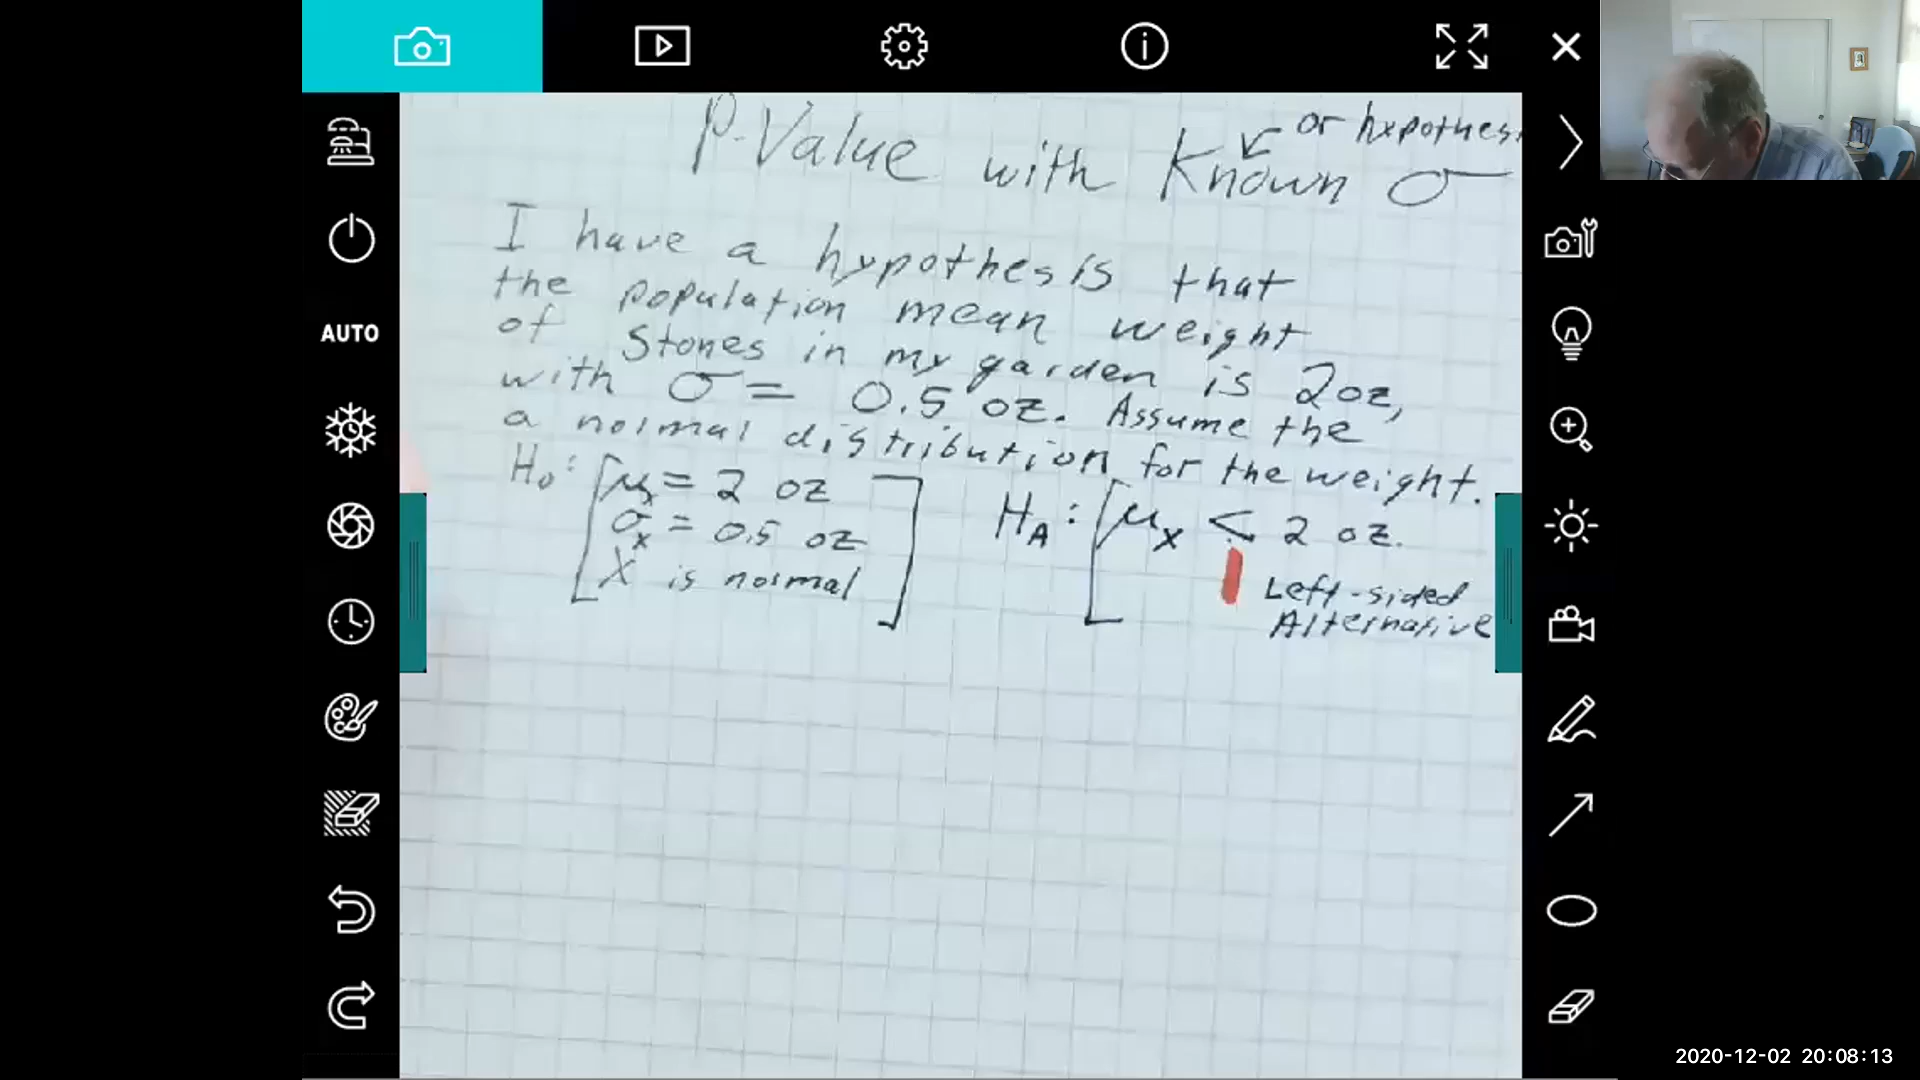 P-Value with Known σ
or hypothesi
I have a hypothesis that
the population mean weight
of stones in my garden is 2oz,
with σ = 0.5 oz. Assume the
a normal distribution for the weight.
H₀: [μₓ = 2 oz
σₓ = 0.5 oz
X is normal]
H_A: [μₓ < 2 oz.
Left-sided
Alternative
AUTO
2020-12-02 20:08:13